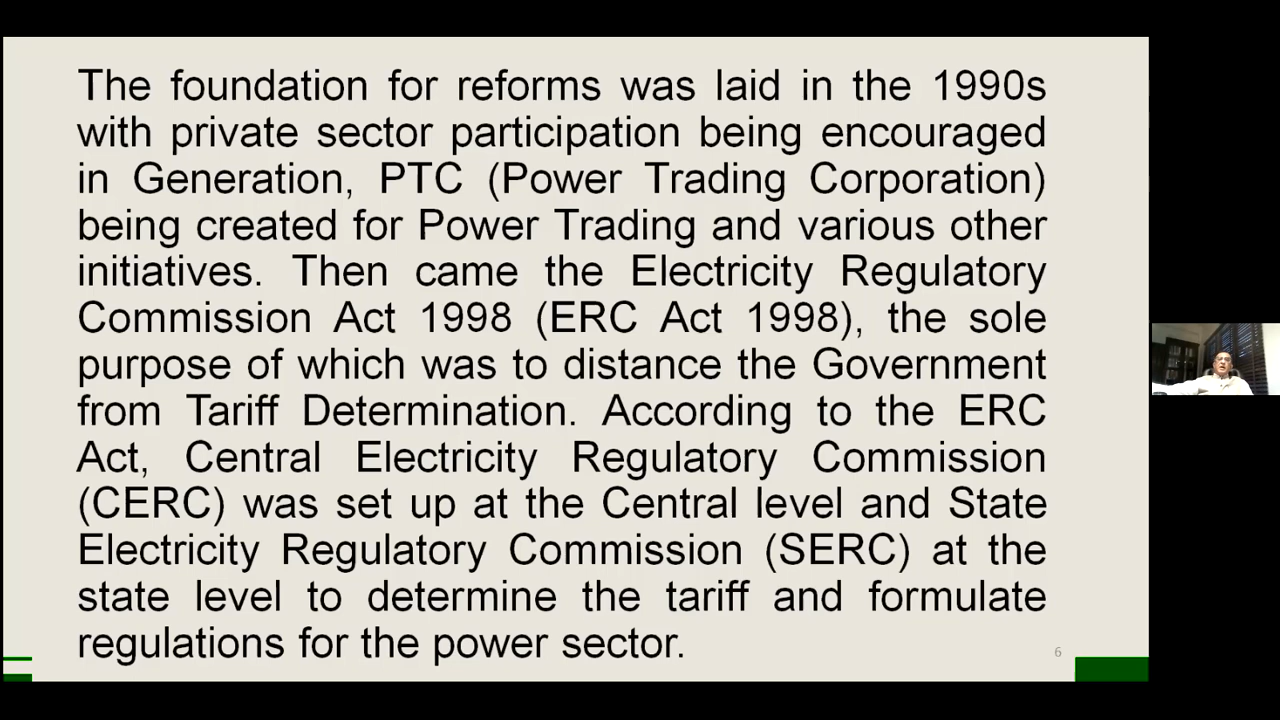 The foundation for reforms was laid in the 1990s
with private sector participation being encouraged
in Generation, PTC (Power Trading Corporation)
being created for Power Trading and various other
initiatives. Then came the Electricity Regulatory
Commission Act 1998 (ERC Act 1998), the sole
purpose of which was to distance the Government
from Tariff Determination. According to the ERC
Act, Central Electricity Regulatory Commission
(CERC) was set up at the Central level and State
Electricity Regulatory Commission (SERC) at the
state level to determine the tariff and formulate
regulations for the power sector.
6